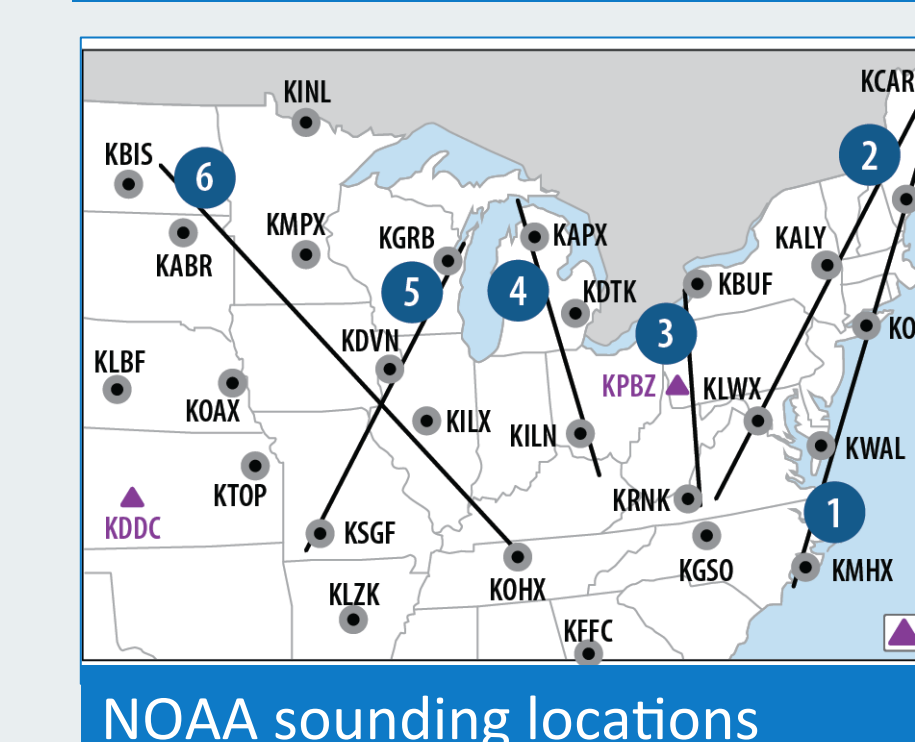 KCAR
KINL
2
KBIS
6
KMPX
KGRB
KAPX
KALY
KABR
5
4
KDTK
KBUF
KO
3
KDVN
KLBF
KPBZ
KLWX
KOAX
KILX
KILN
KWAL
KTOP
KRNK
1
KDDC
KSGF
KGSO
KMHX
KOHX
KLZK
KFFC
NOAA sounding locations